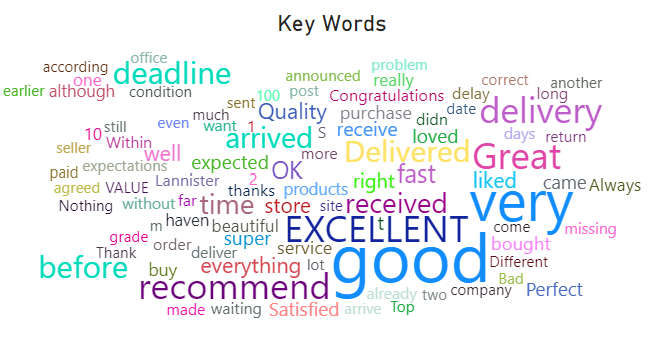 Key Words
office
according deadline announced problem
one really correct another
earlier although condition 100 post Congratulations delay long
sent
much Quality purchase date delivery
10 still even want 1 arrived S receive didn loved days
Within more Delivered return
seller well expected OK Great
paid expectations
agreed VALUE Lannister 2 thanks products right fast liked came Always
Nothing without far time store site received very
m haven beautiful EXCELLENT t come missing
grade super service good bought
Thank order deliver Different
before buy everything lot Bad
recommend already two company Perfect
made waiting Satisfied arrive Top